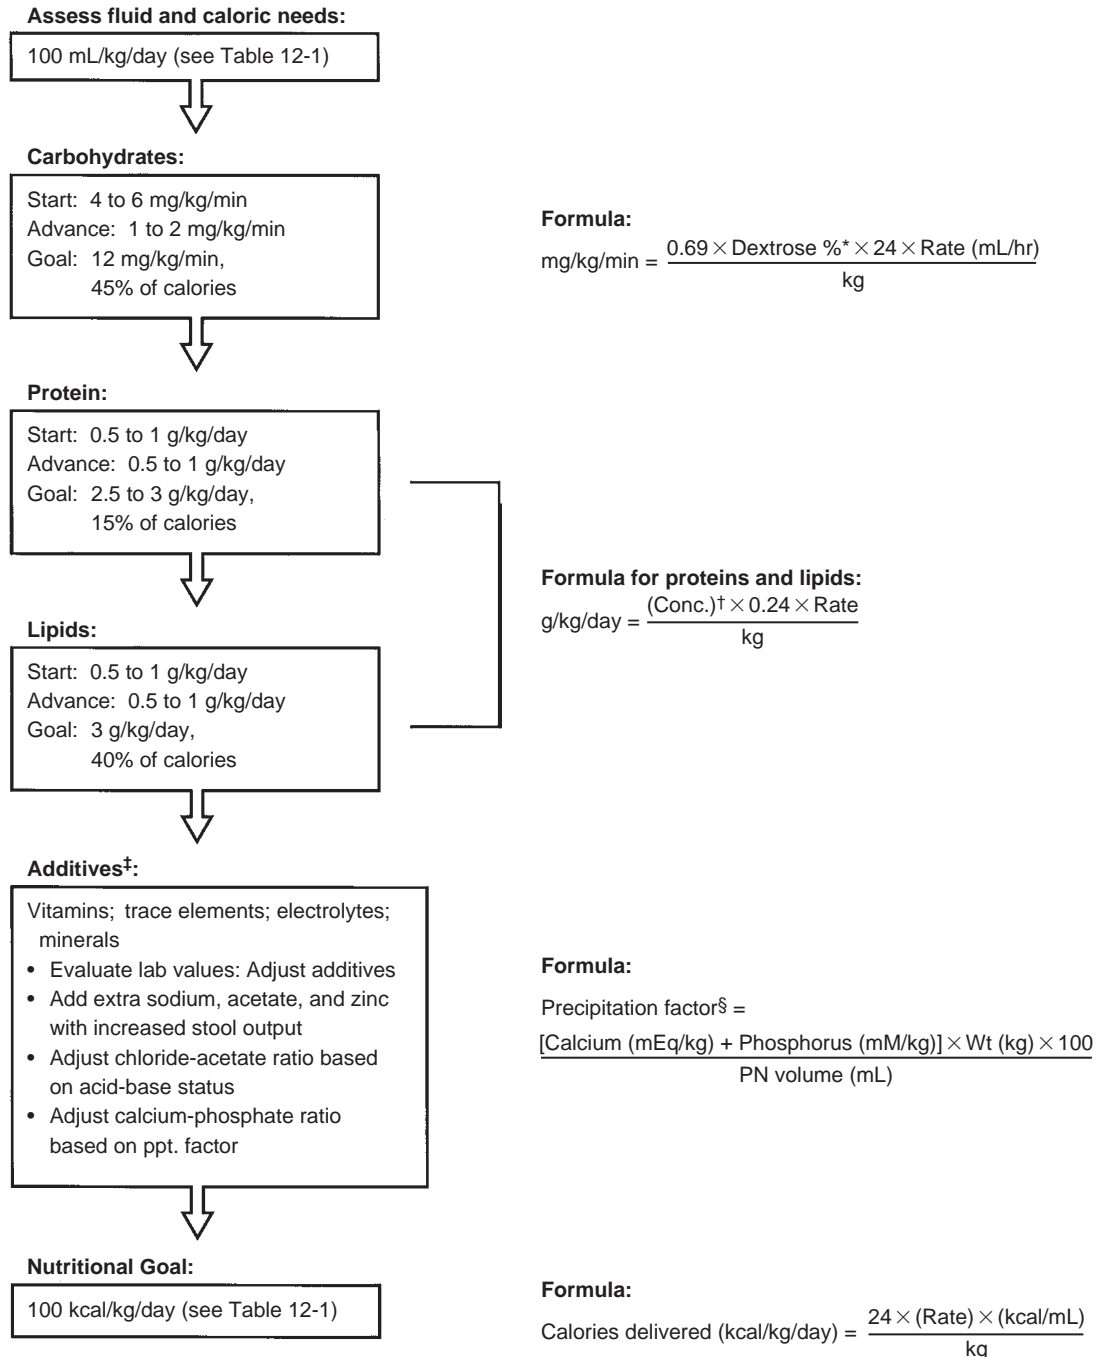 Assess fluid and caloric needs:
100 mL/kg/day (see Table 12-1)
Carbohydrates:
Start: 4 to 6 mg/kg/min
Advance: 1 to 2 mg/kg/min
Goal: 12 mg/kg/min,
45% of calories
Formula:
mg/kg/min = 0.69 × Dextrose %* × 24 × Rate (mL/hr)
kg
Protein:
Start: 0.5 to 1 g/kg/day
Advance: 0.5 to 1 g/kg/day
Goal: 2.5 to 3 g/kg/day,
15% of calories
Formula for proteins and lipids:
g/kg/day = (Conc.)† × 0.24 × Rate
kg
Lipids:
Start: 0.5 to 1 g/kg/day
Advance: 0.5 to 1 g/kg/day
Goal: 3 g/kg/day,
40% of calories
Additives‡:
Vitamins; trace elements; electrolytes;
minerals
• Evaluate lab values: Adjust additives
• Add extra sodium, acetate, and zinc
with increased stool output
• Adjust chloride-acetate ratio based
on acid-base status
• Adjust calcium-phosphate ratio
based on ppt. factor
Formula:
Precipitation factor§ =
[Calcium (mEq/kg) + Phosphorus (mM/kg)] × Wt (kg) × 100
PN volume (mL)
Nutritional Goal:
100 kcal/kg/day (see Table 12-1)
Formula:
Calories delivered (kcal/kg/day) = 24 × (Rate) × (kcal/mL)
kg